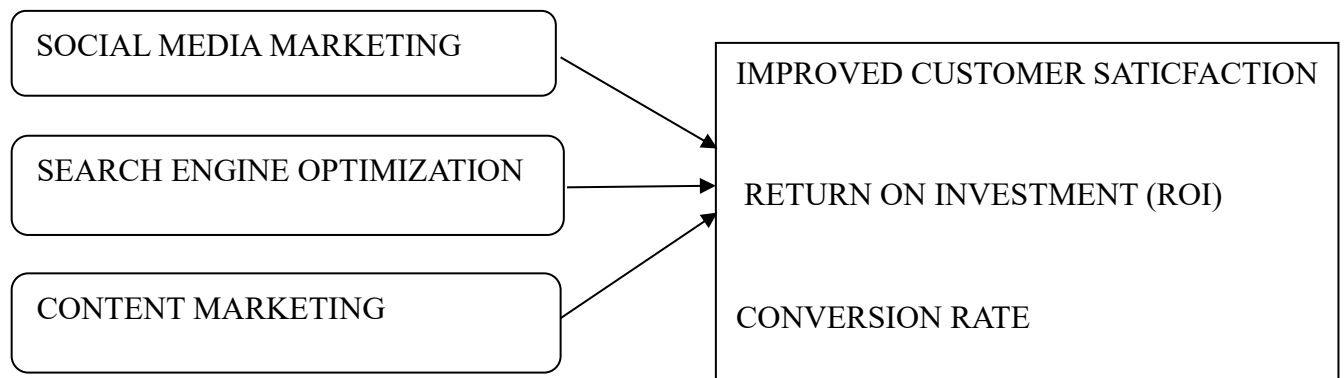 SOCIAL MEDIA MARKETING
SEARCH ENGINE OPTIMIZATION
CONTENT MARKETING
IMPROVED CUSTOMER SATICFACTION
RETURN ON INVESTMENT (ROI)
CONVERSION RATE